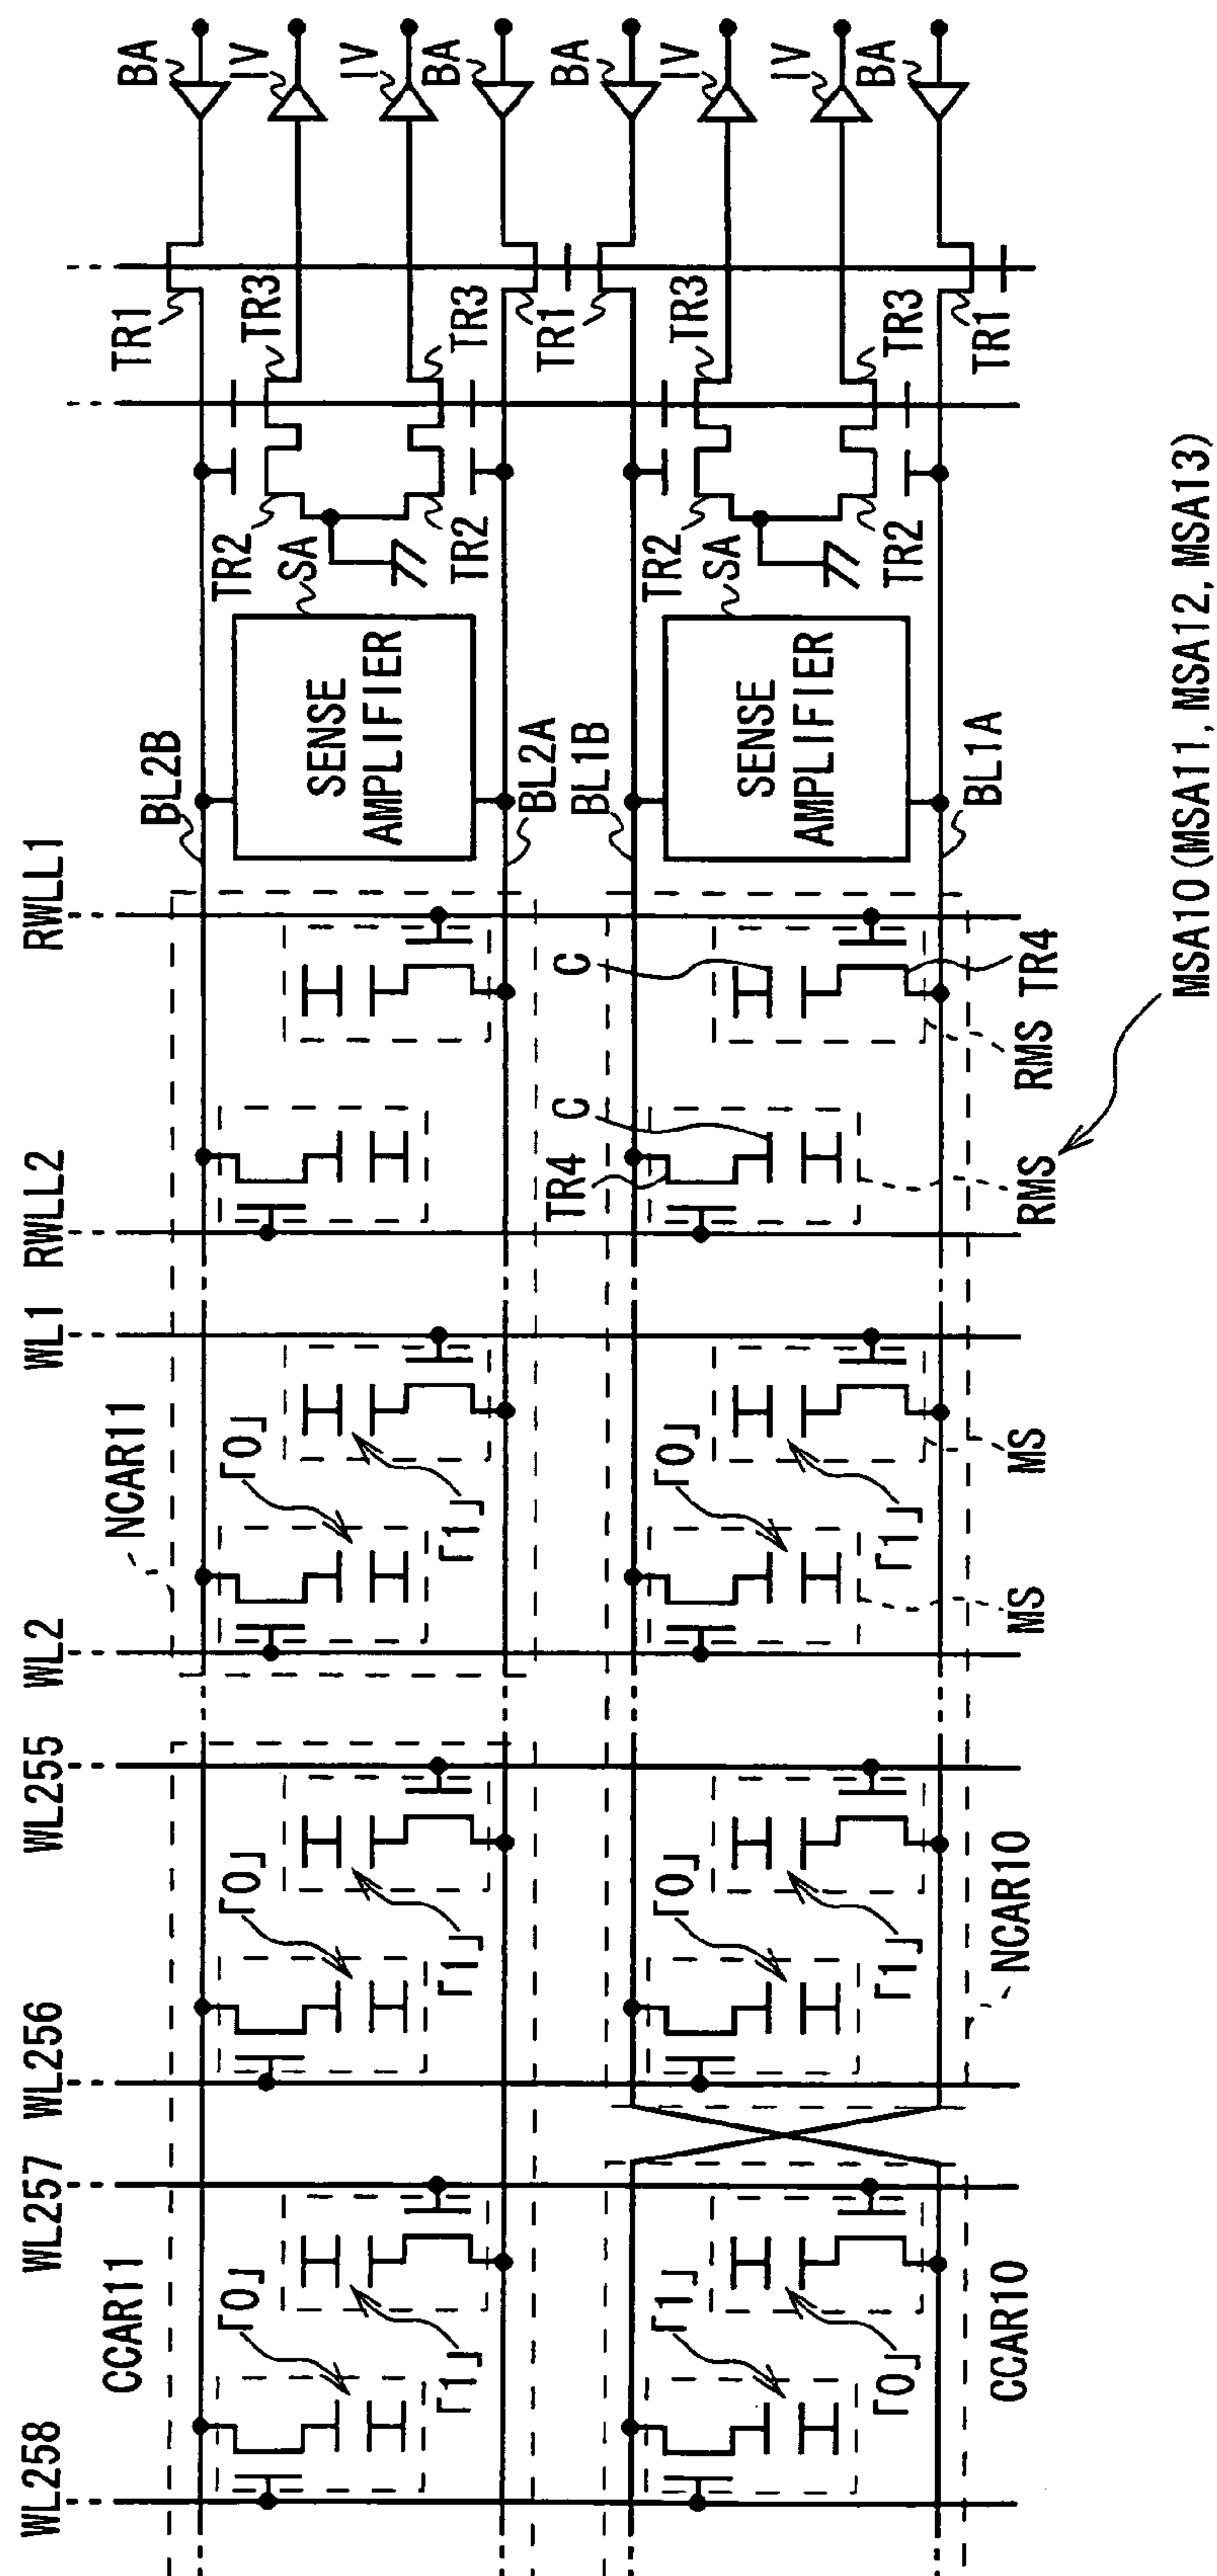 WL258 WL257 WL256 WL255 WL2 WL1 RWLL2 RWLL1
CCAR11 NCAR11 BL2B TR1 BA
「0」 「0」 「0」 TR2 TR3 IV
SENSE
AMPLIFIER
SA
「1」 「1」 「1」 BL2A TR2 TR3 IV
BA
TR1
BL1B
BA
C
C
TR4
「1」 「0」 「0」 TR2 TR3 IV
SENSE
AMPLIFIER
SA
「0」 「1」 「1」 TR2 TR3 IV
BA
BL1A TR1
CCAR10 NCAR10 MS MS RMS RMS TR4
MSA10(MSA11, MSA12, MSA13)